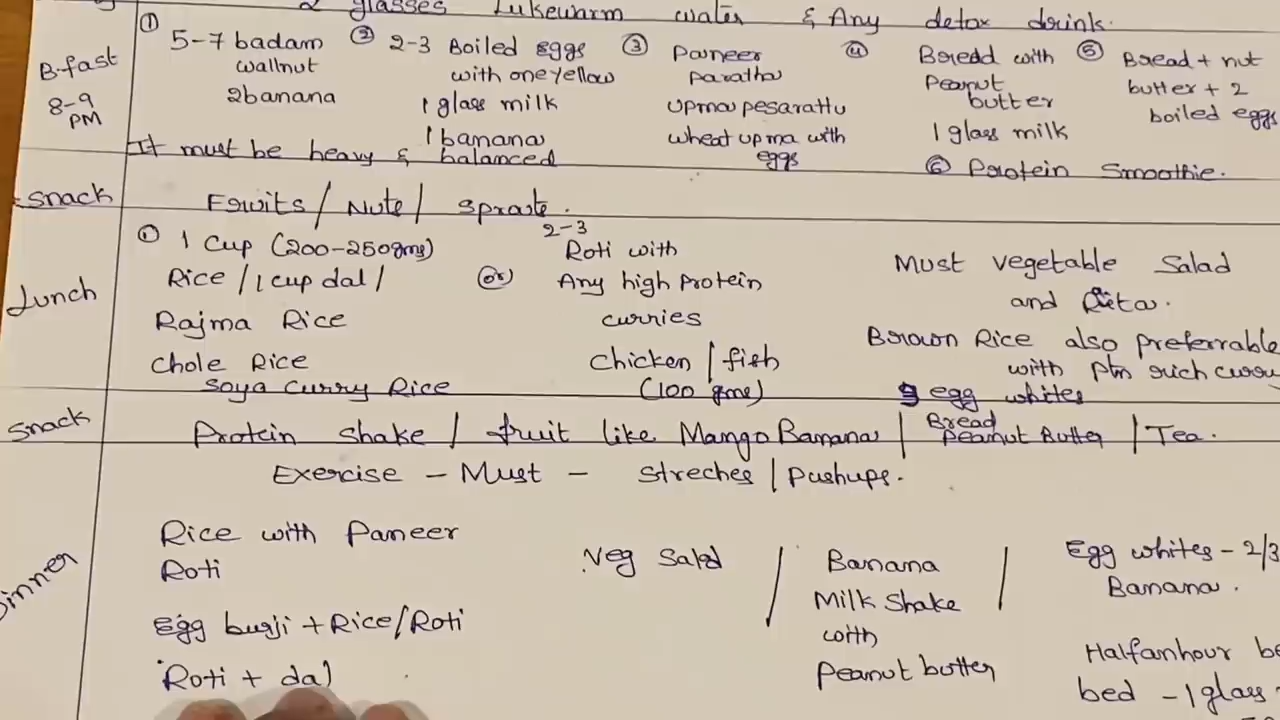 2 glasses Lukewarm water & Any detox drink.
B.fast
8-9
PM
① 5-7 badam
wallnut
2banana
② 2-3 Boiled eggs
with one yellow
1 glass milk
1 banana
③ Paneer
paratha
Upma pesarattu
wheat upma with
eggs
④ Bredd with
Peanut
butter
1 glass milk
⑤ Bread + nut
butter + 2
boiled eggs
It must be heavy & balanced
⑥ Protein Smoothie.
Snack
Fruits / Nuts / Sprouts.
Lunch
① 1 Cup (200-250gms)
Rice / 1 cup dal /
Rajma Rice
Chole Rice
Soya Curry Rice
(or)
2-3
Roti with
Any high protein
curries
Chicken / fish
(100 gms)
Must vegetable Salad
and Raita.
Brown Rice also preferrable
with ptn rich curry
egg whites
Snack
Protein shake / fruit like Mango Banana / Bread Peanut Butter / Tea.
Exercise - Must - Streches / Pushups.
Dinner
Rice with Paneer
Roti
Egg burji + Rice/Roti
Roti + dal
Veg Salad /
Banana
Milk Shake
with
Peanut butter
/ Egg whites - 2/3
Banana.
Halfanhour be
bed - 1 glass